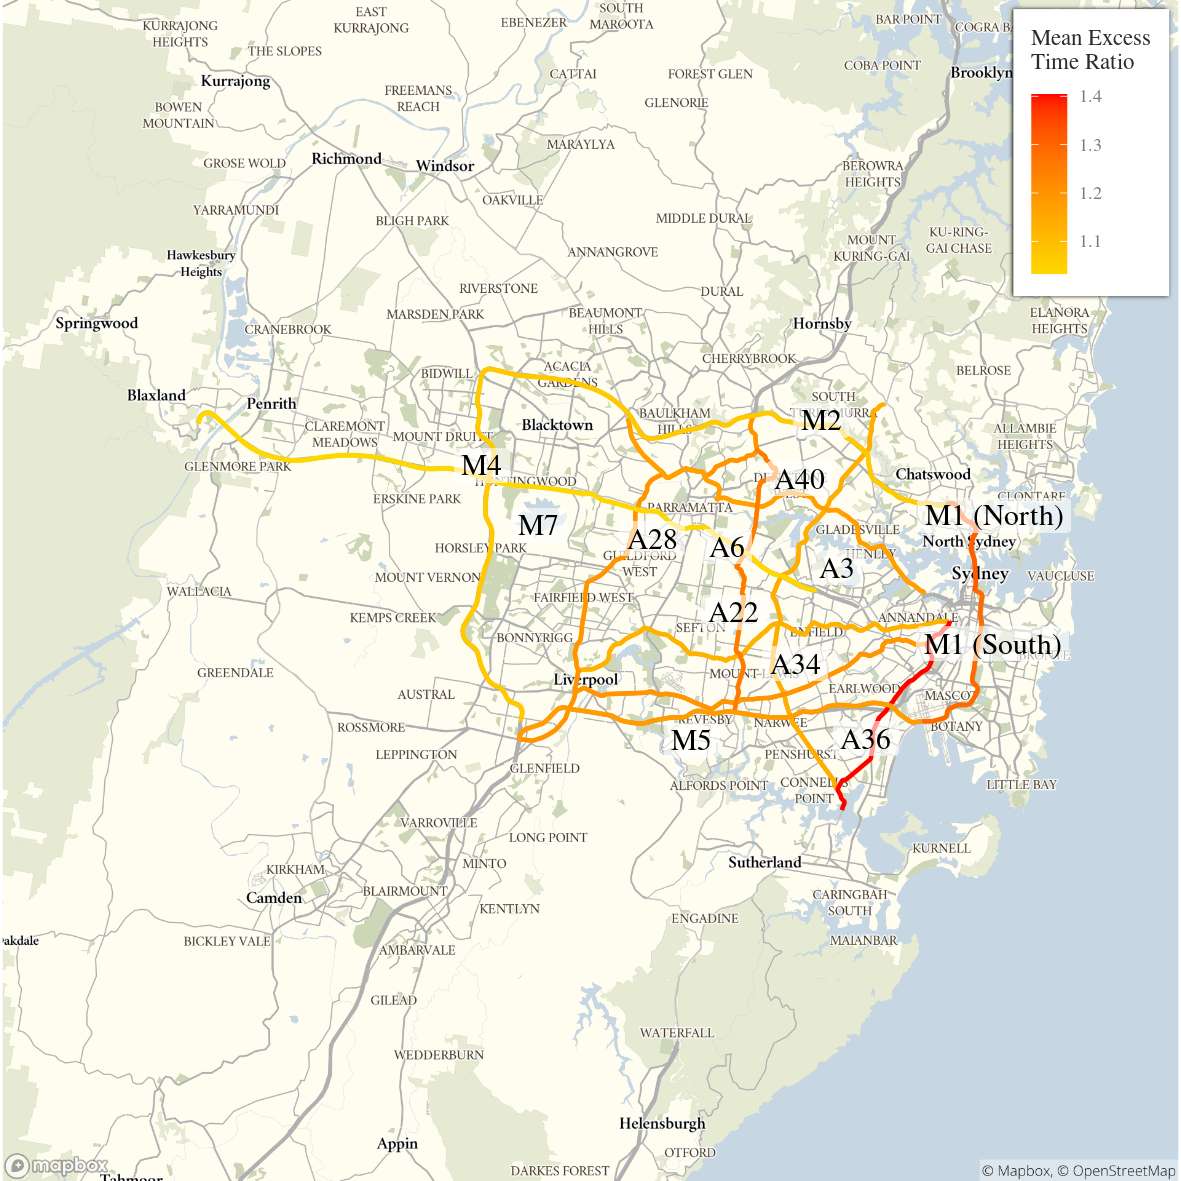 SOUTH
MAROOTA
EAST
KURRAJONG
KURRAJONG
HEIGHTS
EBENEZER
BAR POINT
COGRA BA
THE SLOPES
Mean Excess
Time Ratio
1.4
1.3
1.2
1.1
COBA POINT
Brooklyn
CATTAI
FOREST GLEN
Kurrajong
FREEMANS
REACH
GLENORIE
BOWEN
MOUNTAIN
MARAYLYA
GROSE WOLD
Richmond
Windsor
BEROWRA
HEIGHTS
OAKVILLE
YARRAMUNDI
BLIGH PARK
MIDDLE DURAL
KU-RING-
GAI CHASE
MOUNT
KURING-GAI
ANNANGROVE
Hawkesbury
Heights
RIVERSTONE
DURAL
MARSDEN PARK
BEAUMONT
HILLS
ELANORA
HEIGHTS
Springwood
CRANEBROOK
Hornsby
CHERRYBROOK
BIDWILL
ACACIA
GARDENS
BELROSE
Blaxland
Penrith
SOUTH
M2
BAULKHAM
HILLS
CLAREMONT
MEADOWS
MOUNT DRUITT
Blacktown
ALLAMBIE
HEIGHTS
GLENMORE PARK
M4
HUNTINGWOOD
Chatswood
A40
ERSKINE PARK
CLONTARF
PARRAMATTA
M1 (North)
M7
GLADESVILLE
A28
A6
HORSLEY PARK
GUILDFORD
WEST
HENLEY
North Sydney
A3
MOUNT VERNON
Sydney
VAUCLUSE
WALLACIA
FAIRFIELD WEST
KEMPS CREEK
A22
ANNANDALE
SEFTON
ENFIELD
BONNYRIGG
M1 (South)
GREENDALE
Liverpool
MOUNT LEWIS
A34
AUSTRAL
EARLWOOD
MASCO
ROSSMORE
REVESBY
NARWEE
BOTANY
LEPPINGTON
M5
A36
PENSHURST
GLENFIELD
ALFORDS POINT
CONNELLS
POINT
LITTLE BAY
VARROVILLE
LONG POINT
KURNELL
MINTO
Sutherland
KIRKHAM
BLAIRMOUNT
Camden
CARINGBAH
SOUTH
KENTLYN
ENGADINE
akdale
BICKLEY VALE
MAIANBAR
AMBARVALE
GILEAD
WATERFALL
WEDDERBURN
Helensburgh
Appin
OTFORD
mapbox
DARKES FOREST
© Mapbox, © OpenStreetMap
Tahmoor